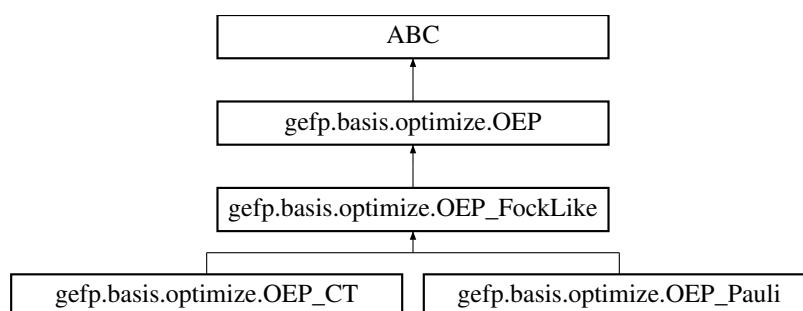 ABC
gefp.basis.optimize.OEP
gefp.basis.optimize.OEP_FockLike
gefp.basis.optimize.OEP_CT
gefp.basis.optimize.OEP_Pauli